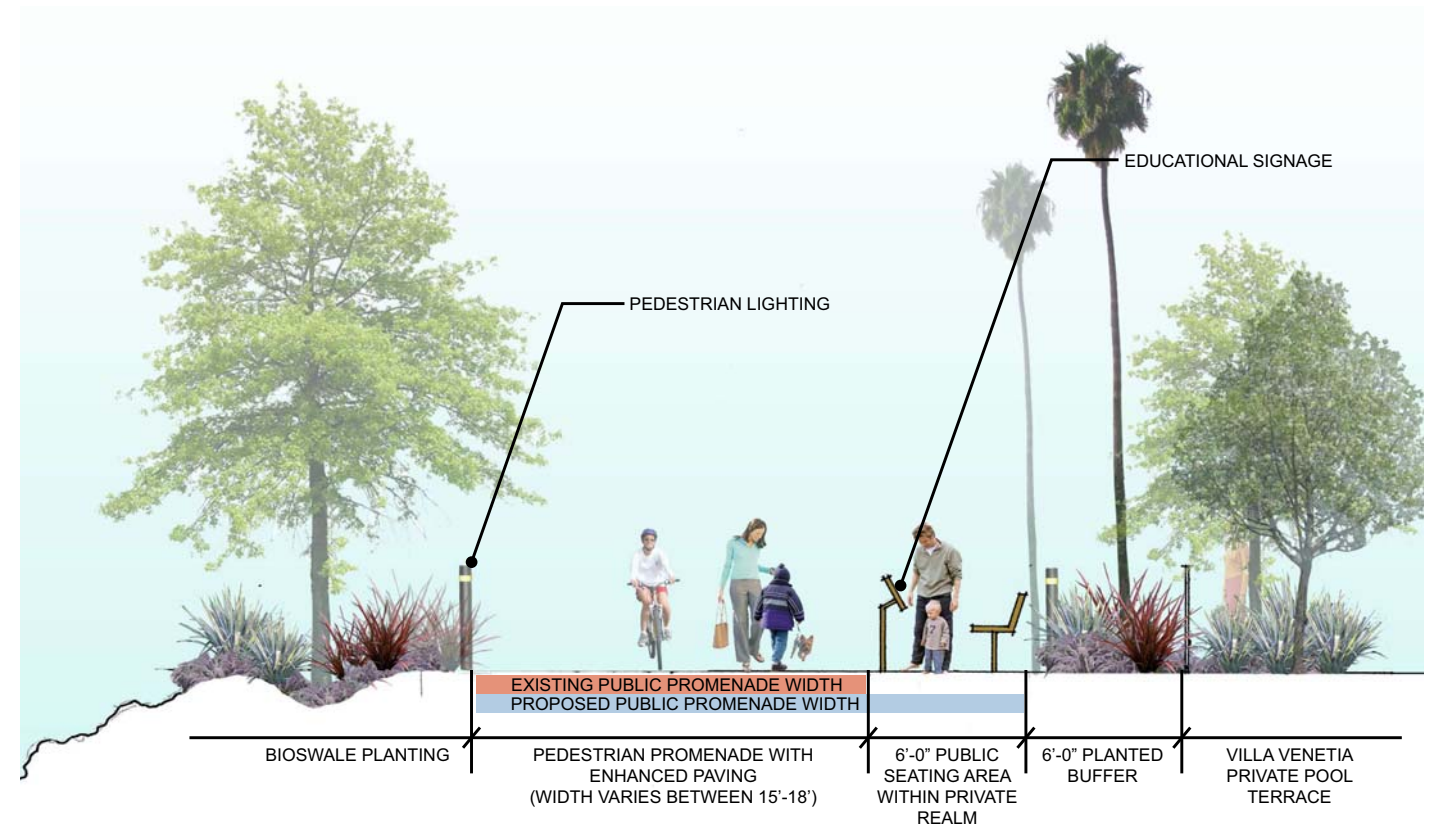 EDUCATIONAL SIGNAGE
PEDESTRIAN LIGHTING
EXISTING PUBLIC PROMENADE WIDTH
PROPOSED PUBLIC PROMENADE WIDTH
BIOSWALE PLANTING
PEDESTRIAN PROMENADE WITH
ENHANCED PAVING
(WIDTH VARIES BETWEEN 15'-18')
6'-0" PUBLIC
SEATING AREA
WITHIN PRIVATE
REALM
6'-0" PLANTED
BUFFER
VILLA VENETIA
PRIVATE POOL
TERRACE